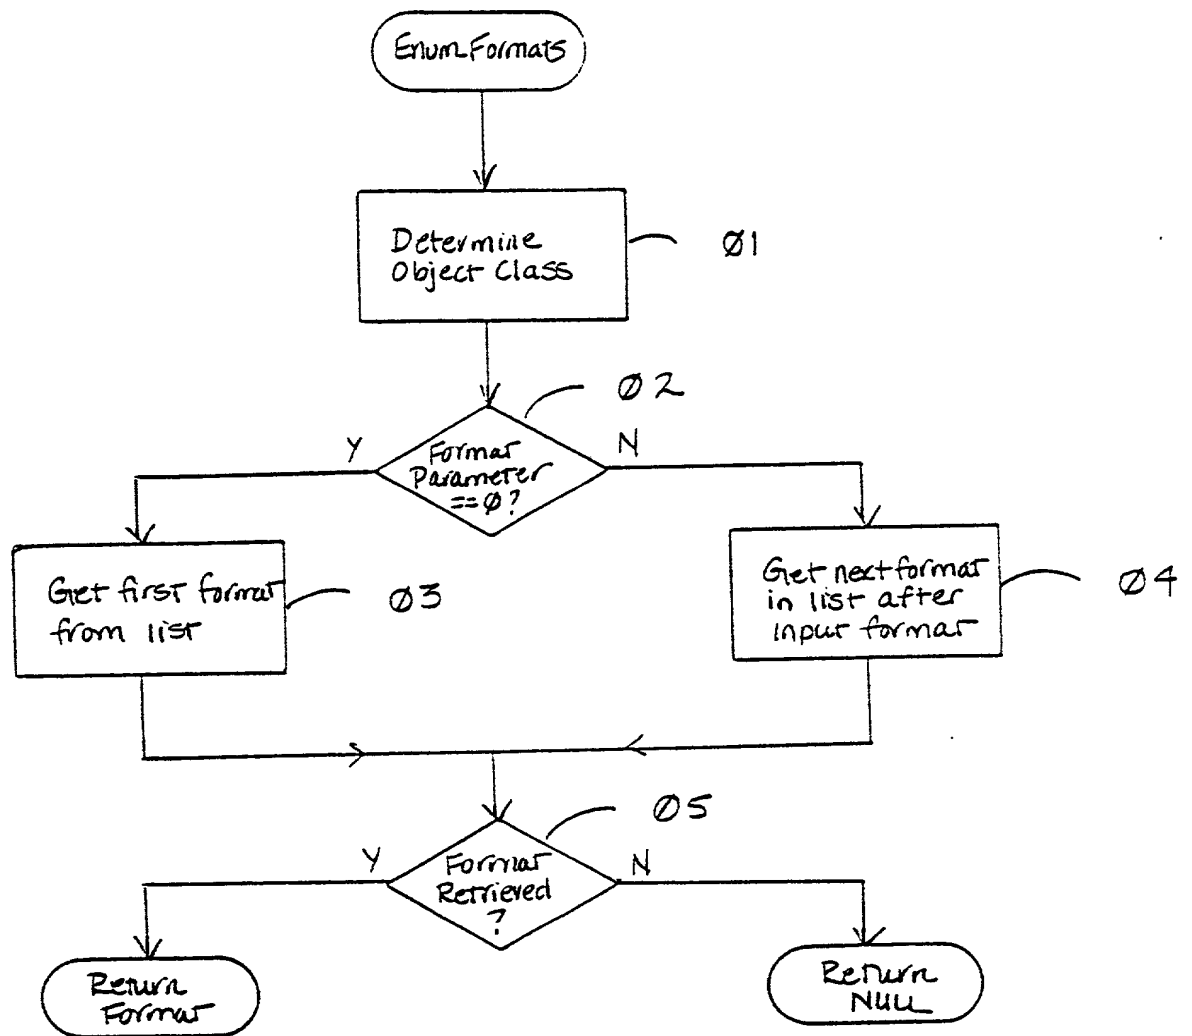 Enum Formats
Determine
Object Class
Ø1
Ø2
Y
N
Format
Parameter
==Ø?
Get first format
from list
Ø3
Get next format
in list after
input format
Ø4
Ø5
Y
N
Format
Retrieved
?
Return
Format
Return
NULL